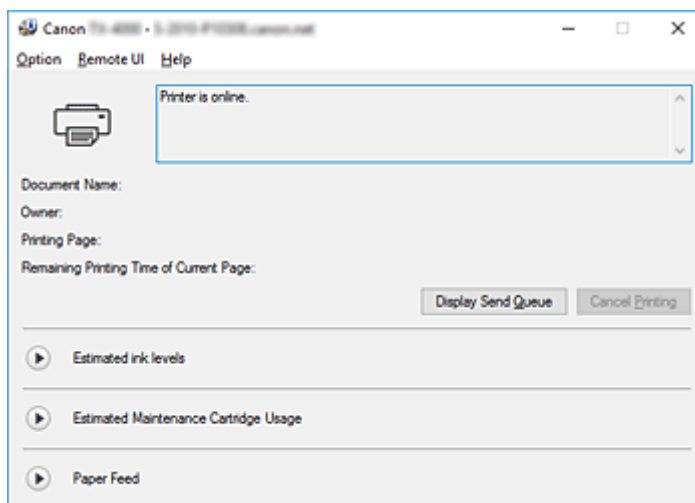 Canon
Option Remote UI Help
Printer is online.
Document Name:
Owner:
Printing Page:
Remaining Printing Time of Current Page:
Display Send Queue Cancel Printing
Estimated ink levels
Estimated Maintenance Cartridge Usage
Paper Feed